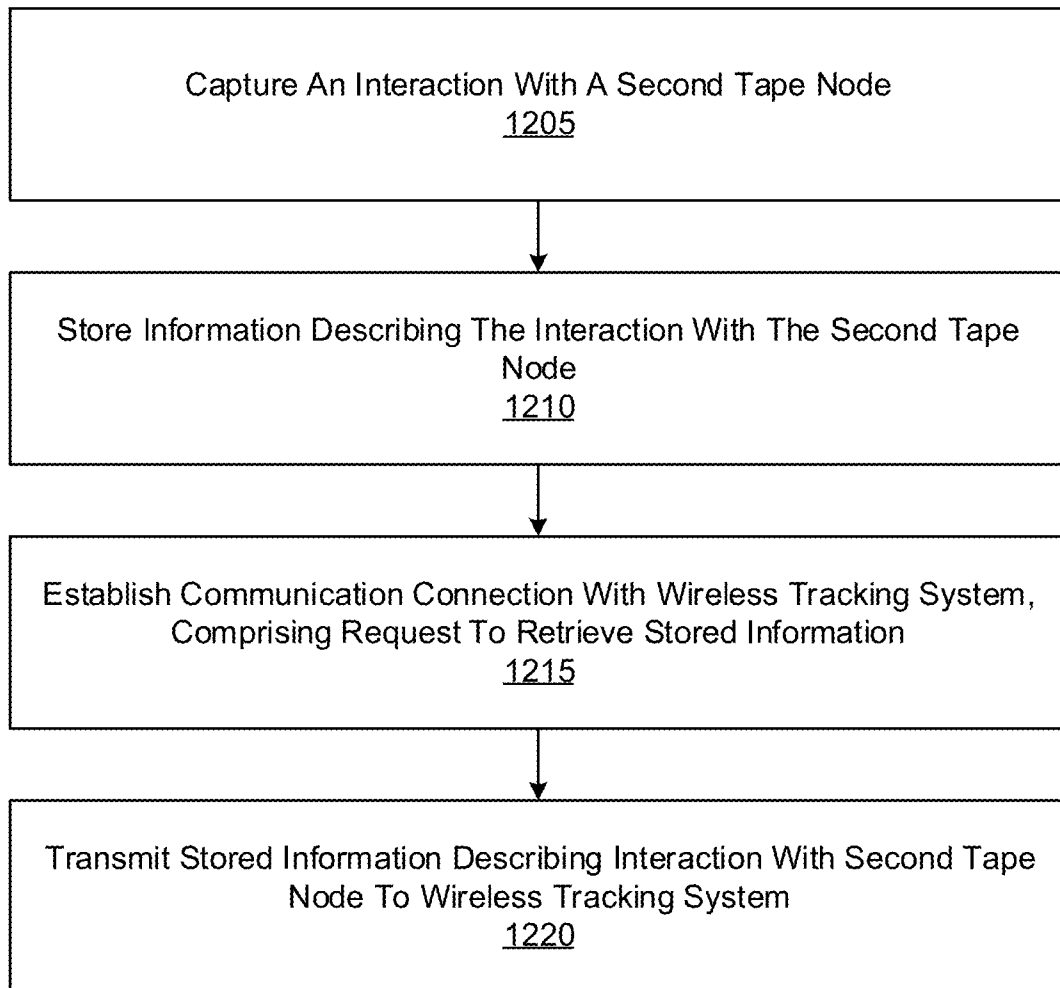 Capture An Interaction With A Second Tape Node
1205
Store Information Describing The Interaction With The Second Tape
Node
1210
Establish Communication Connection With Wireless Tracking System,
Comprising Request To Retrieve Stored Information
1215
Transmit Stored Information Describing Interaction With Second Tape
Node To Wireless Tracking System
1220